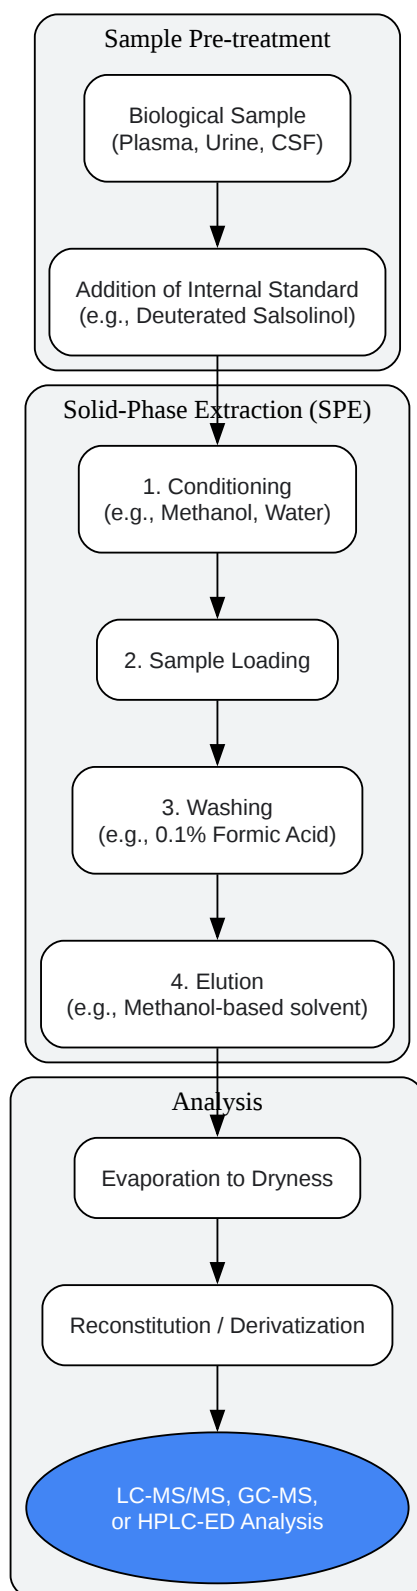 Sample Pre-treatment
Biological Sample
(Plasma, Urine, CSF)
Addition of Internal Standard
(e.g., Deuterated Salsolinol)
Solid-Phase Extraction (SPE)
1. Conditioning
(e.g., Methanol, Water)
2. Sample Loading
3. Washing
(e.g., 0.1% Formic Acid)
4. Elution
(e.g., Methanol-based solvent)
Analysis
Evaporation to Dryness
Reconstitution / Derivatization
LC-MS/MS, GC-MS,
or HPLC-ED Analysis